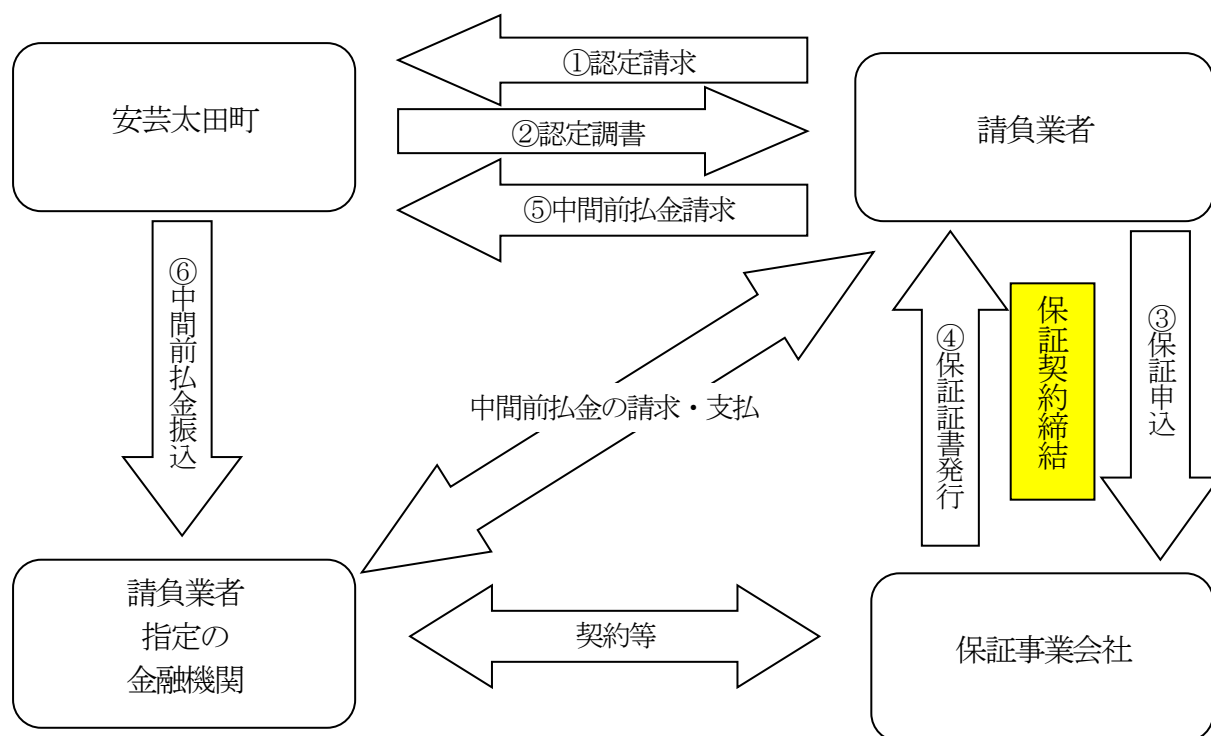 ①認定請求
安芸太田町
②認定調書
請負業者
⑤中間前払金請求
⑥中間前払金振込
保証契約締結
③保証申込
④保証証書発行
中間前払金の請求・支払
請負業者
指定の
金融機関
契約等
保証事業会社